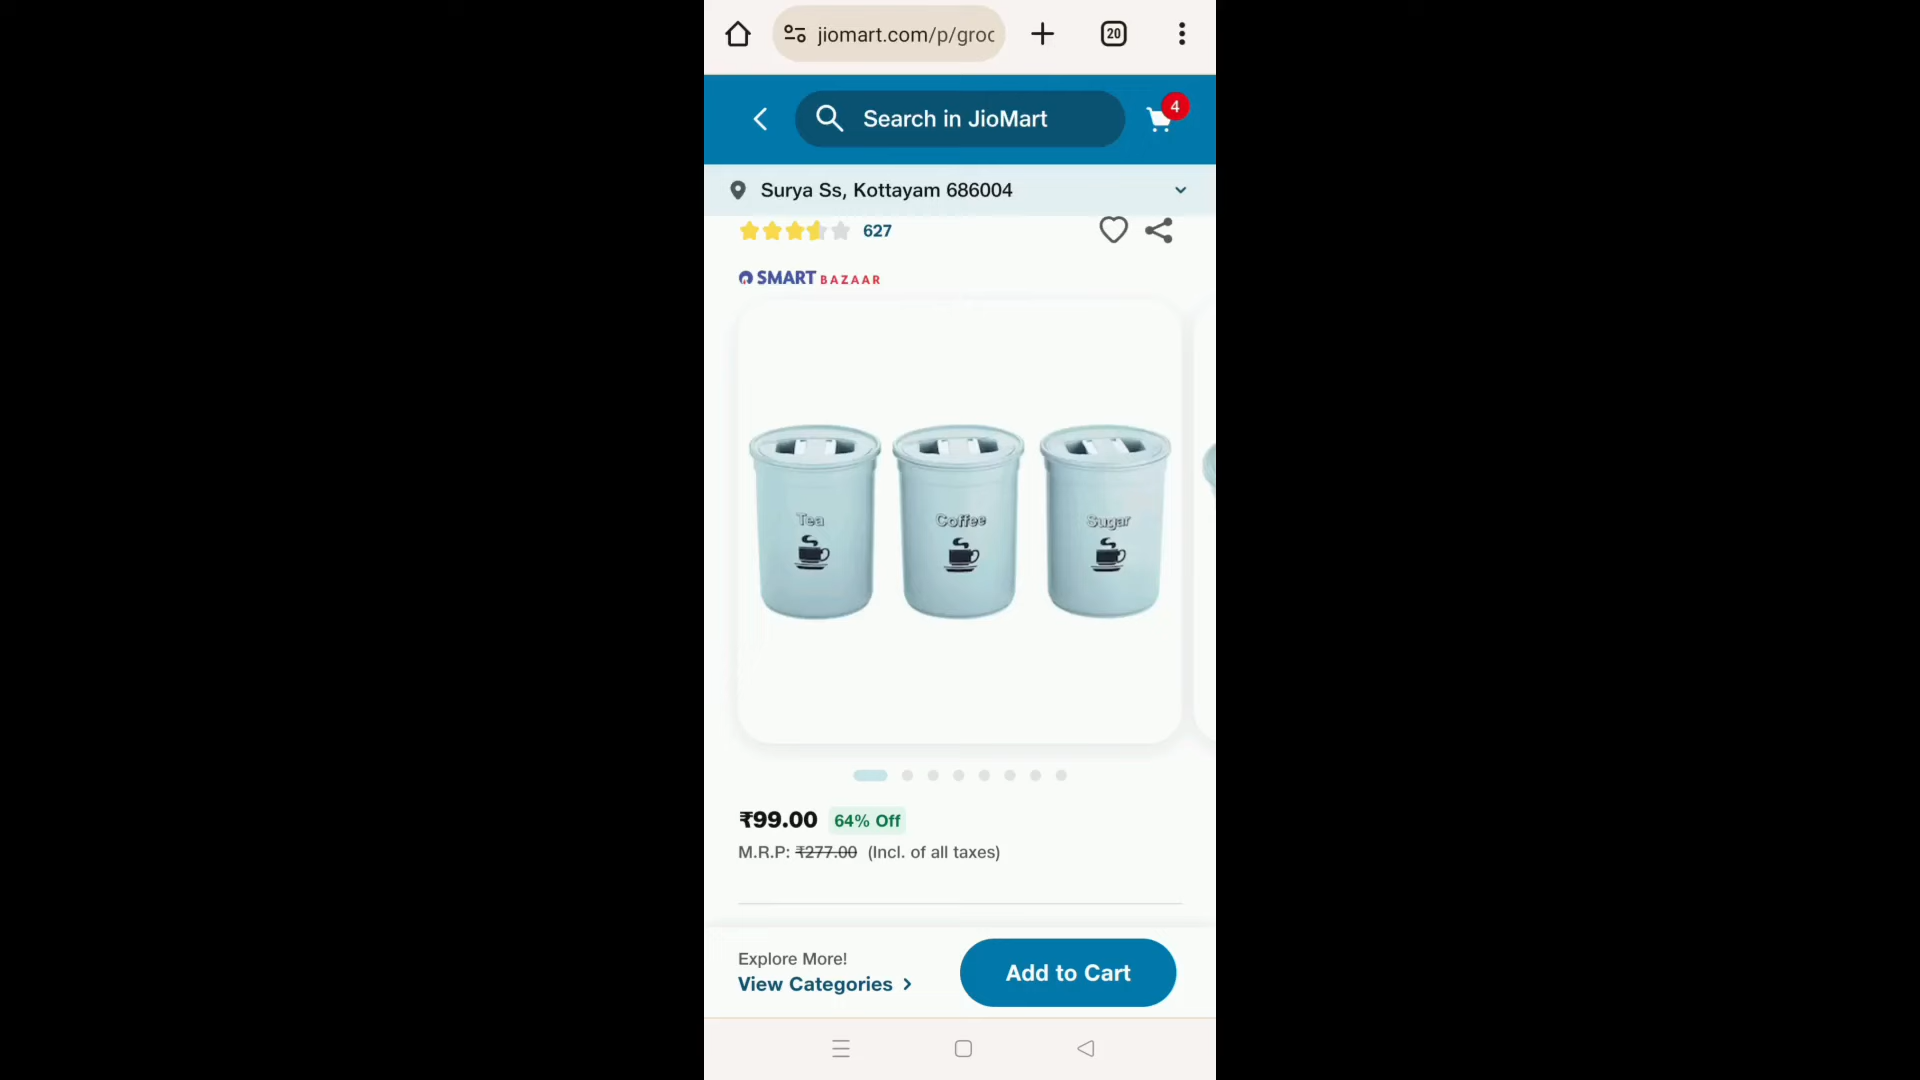 jiomart.com/p/groc
20
Search in JioMart
4
Surya Ss, Kottayam 686004
627
SMART BAZAAR
Tea
Coffee
Sugar
₹99.00 64% Off
M.R.P: ₹277.00 (Incl. of all taxes)
Explore More!
View Categories
Add to Cart